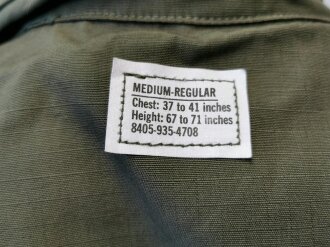 MEDIUM-REGULAR
Chest: 37 to 41 inches
Height: 67 to 71 inches
8405-935-4708